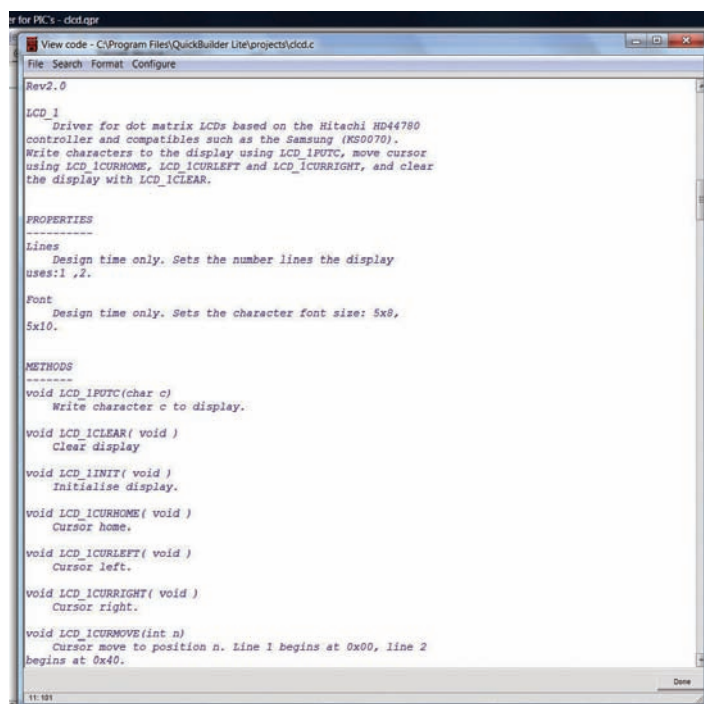 er for PIC's - clcd.qpr
View code - C:\Program Files\QuickBuilder Lite\projects\clcd.c
File Search Format Configure
Rev2.0
LCD_1
Driver for dot matrix LCDs based on the Hitachi HD44780
controller and compatibles such as the Samsung (KS0070).
Write characters to the display using LCD_1PUTC, move cursor
using LCD_1CURHOME, LCD_1CURLEFT and LCD_1CURRIGHT, and clear
the display with LCD_1CLEAR.
PROPERTIES
----------
Lines
Design time only. Sets the number lines the display
uses:1 ,2.
Font
Design time only. Sets the character font size: 5x8,
5x10.
METHODS
-------
void LCD_1PUTC(char c)
Write character c to display.
void LCD_1CLEAR( void )
Clear display
void LCD_1INIT( void )
Initialise display.
void LCD_1CURHOME( void )
Cursor home.
void LCD_1CURLEFT( void )
Cursor left.
void LCD_1CURRIGHT( void )
Cursor right.
void LCD_1CURMOVE(int n)
Cursor move to position n. Line 1 begins at 0x00, line 2
begins at 0x40.
Done
11: 101